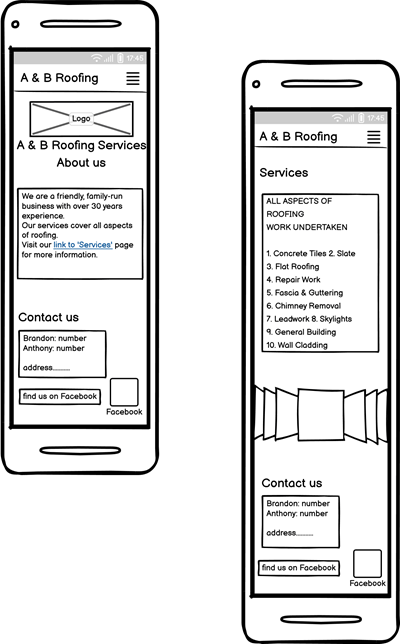 17:45
A & B Roofing
Logo
A & B Roofing Services
About us
We are a friendly, family-run
business with over 30 years
experience.
Our services cover all aspects
of roofing.
Visit our link to 'Services' page
for more information.
Contact us
Brandon: number
Anthony: number
address..........
find us on Facebook
Facebook
17:45
A & B Roofing
Services
ALL ASPECTS OF
ROOFING
WORK UNDERTAKEN
1. Concrete Tiles 2. Slate
3. Flat Roofing
4. Repair Work
5. Fascia & Guttering
6. Chimney Removal
7. Leadwork 8. Skylights
9. General Building
10. Wall Cladding
Contact us
Brandon: number
Anthony: number
address..........
find us on Facebook
Facebook